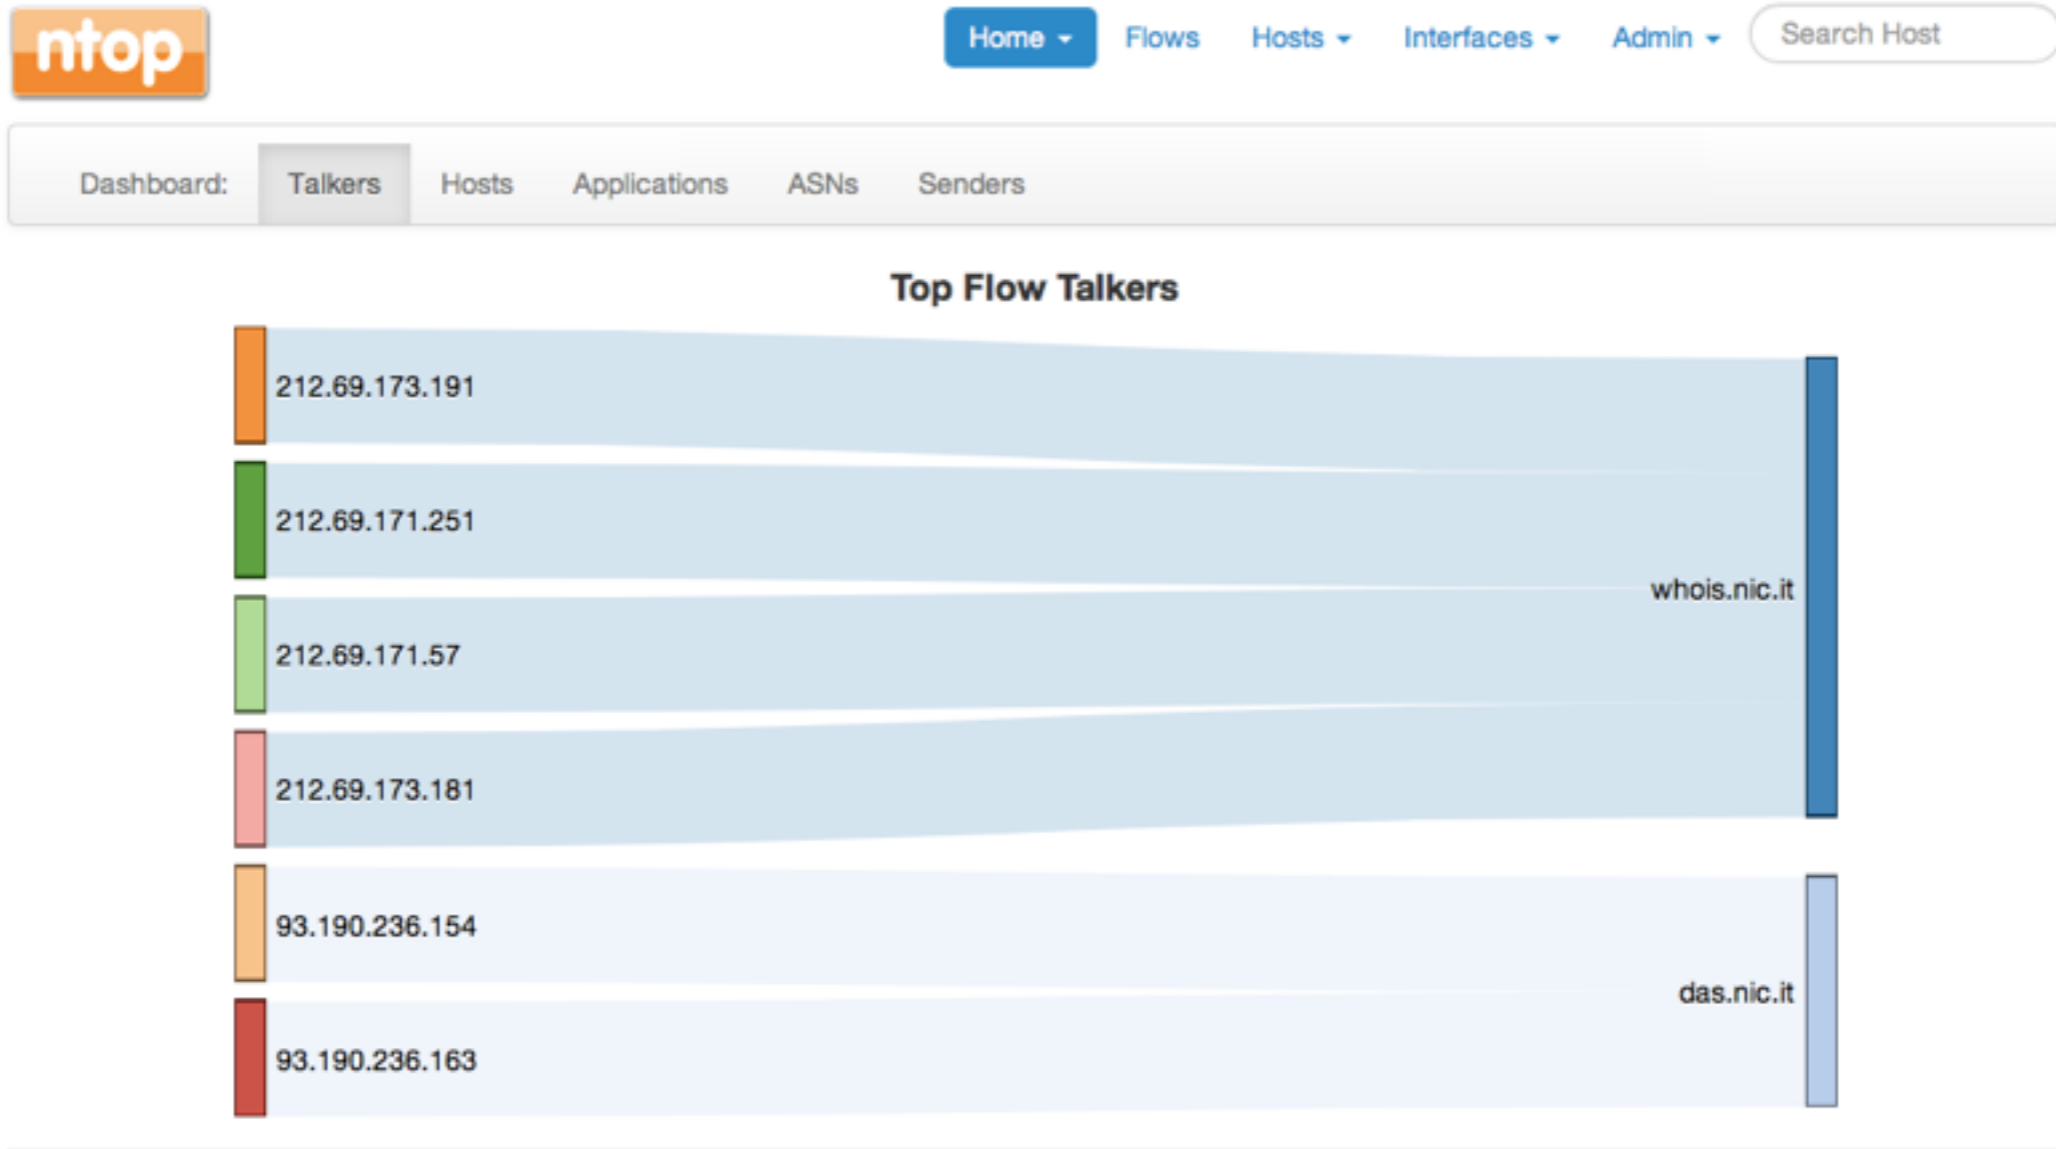 ntop
Home Flows Hosts Interfaces Admin Search Host
Dashboard: Talkers Hosts Applications ASNs Senders
Top Flow Talkers
212.69.173.191
212.69.171.251
whois.nic.it
212.69.171.57
212.69.173.181
93.190.236.154
das.nic.it
93.190.236.163